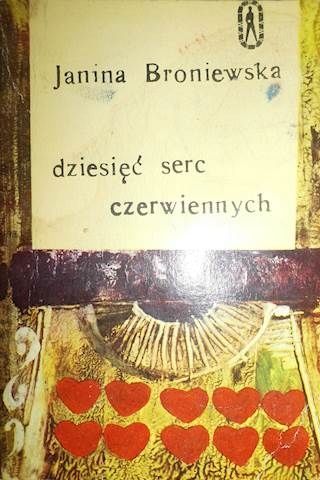 Janina Broniewska
dziesięć serc
czerwiennych